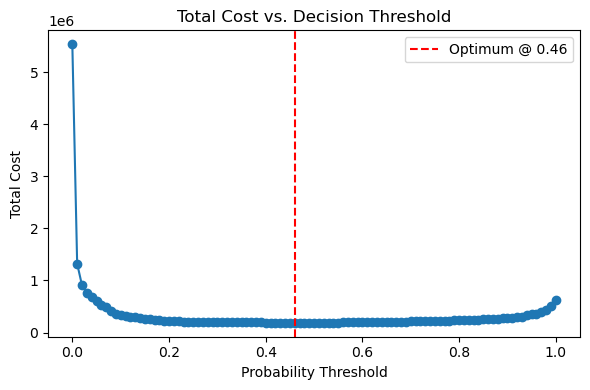 Total Cost vs. Decision Threshold
1e6
Optimum @ 0.46
5
4
3
2
1
0
Total Cost
0.0 0.2 0.4 0.6 0.8 1.0
Probability Threshold